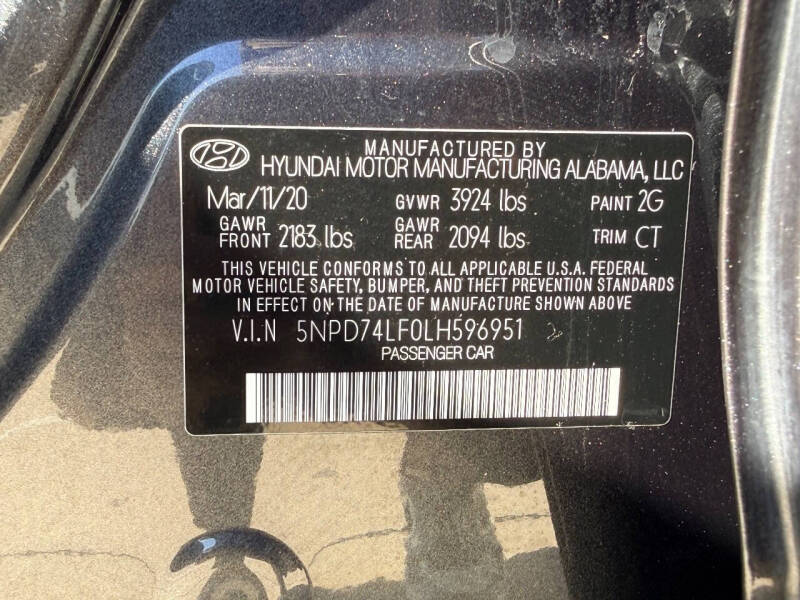 MANUFACTURED BY
HYUNDAI MOTOR MANUFACTURING ALABAMA, LLC
Mar/11/20 GVWR 3924 lbs PAINT 2G
GAWR FRONT 2183 lbs GAWR REAR 2094 lbs TRIM CT
THIS VEHICLE CONFORMS TO ALL APPLICABLE U.S.A. FEDERAL
MOTOR VEHICLE SAFETY, BUMPER, AND THEFT PREVENTION STANDARDS
IN EFFECT ON THE DATE OF MANUFACTURE SHOWN ABOVE
V.I.N 5NPD74LF0LH596951
PASSENGER CAR